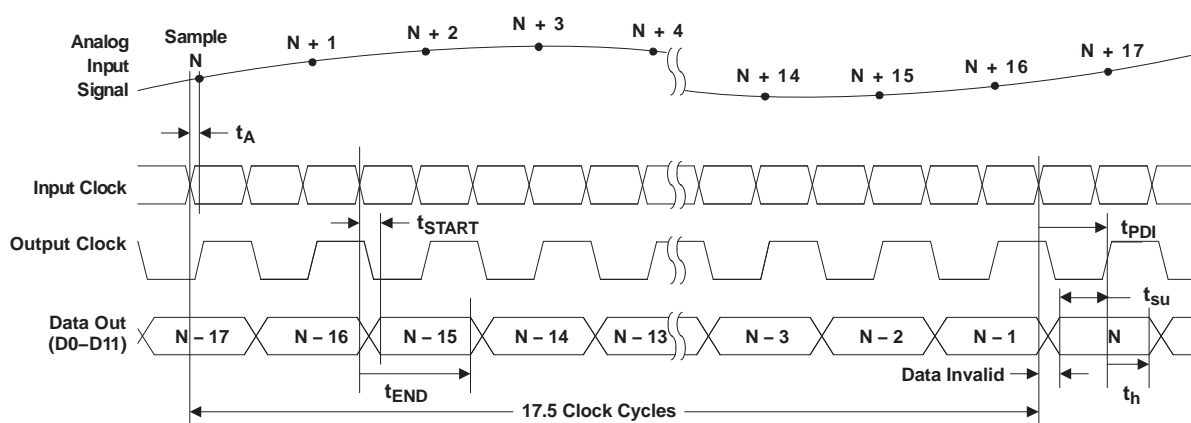 Analog
Input
Signal
Sample
N
N + 1
N + 2
N + 3
N + 4
N + 14
N + 15
N + 16
N + 17
tA
Input Clock
tSTART
tPDI
Output Clock
tsu
Data Out
(D0–D11)
N – 17
N – 16
N – 15
N – 14
N – 13
N – 3
N – 2
N – 1
N
Data Invalid
tEND
th
17.5 Clock Cycles